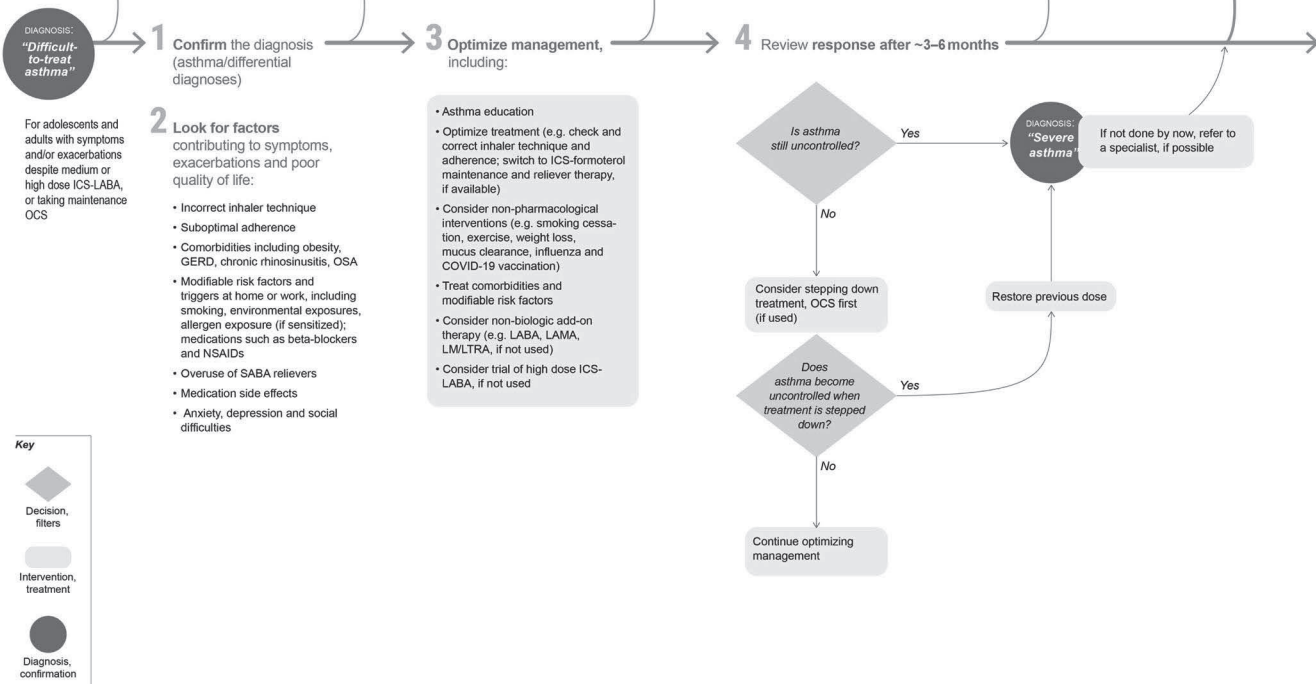 DIAGNOSIS:
“Difficult-
to-treat
asthma”
For adolescents and
adults with symptoms
and/or exacerbations
despite medium or
high dose ICS-LABA,
or taking maintenance
OCS
1 Confirm the diagnosis
(asthma/differential
diagnoses)
2 Look for factors
contributing to symptoms,
exacerbations and poor
quality of life:
• Incorrect inhaler technique
• Suboptimal adherence
• Comorbidities including obesity,
GERD, chronic rhinosinusitis, OSA
• Modifiable risk factors and
triggers at home or work, including
smoking, environmental exposures,
allergen exposure (if sensitized);
medications such as beta-blockers
and NSAIDs
• Overuse of SABA relievers
• Medication side effects
• Anxiety, depression and social
difficulties
3 Optimize management,
including:
• Asthma education
• Optimize treatment (e.g. check and
correct inhaler technique and
adherence; switch to ICS-formoterol
maintenance and reliever therapy,
if available)
• Consider non-pharmacological
interventions (e.g. smoking cessa-
tion, exercise, weight loss,
mucus clearance, influenza and
COVID-19 vaccination)
• Treat comorbidities and
modifiable risk factors
• Consider non-biologic add-on
therapy (e.g. LABA, LAMA,
LM/LTRA, if not used)
• Consider trial of high dose ICS-
LABA, if not used
4 Review response after ~3–6 months
Is asthma
still uncontrolled?
Yes
DIAGNOSIS:
“Severe
asthma”
If not done by now, refer to
a specialist, if possible
No
Consider stepping down
treatment, OCS first
(if used)
Restore previous dose
Does
asthma become
uncontrolled when
treatment is stepped
down?
Yes
No
Continue optimizing
management
Key
Decision,
filters
Intervention,
treatment
Diagnosis,
confirmation